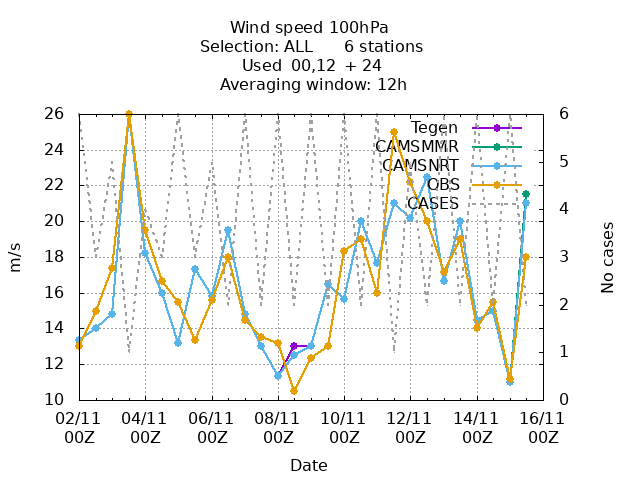 Wind speed 100hPa
Selection: ALL 6 stations
Used 00,12 + 24
Averaging window: 12h
26
24
22
20
18
16
14
12
10
m/s
6
5
4
3
2
1
0
No cases
Tegen
CAMSMMR
CAMSNRT
OBS
CASES
02/11 04/11 06/11 08/11 10/11 12/11 14/11 16/11
00Z 00Z 00Z 00Z 00Z 00Z 00Z 00Z
Date